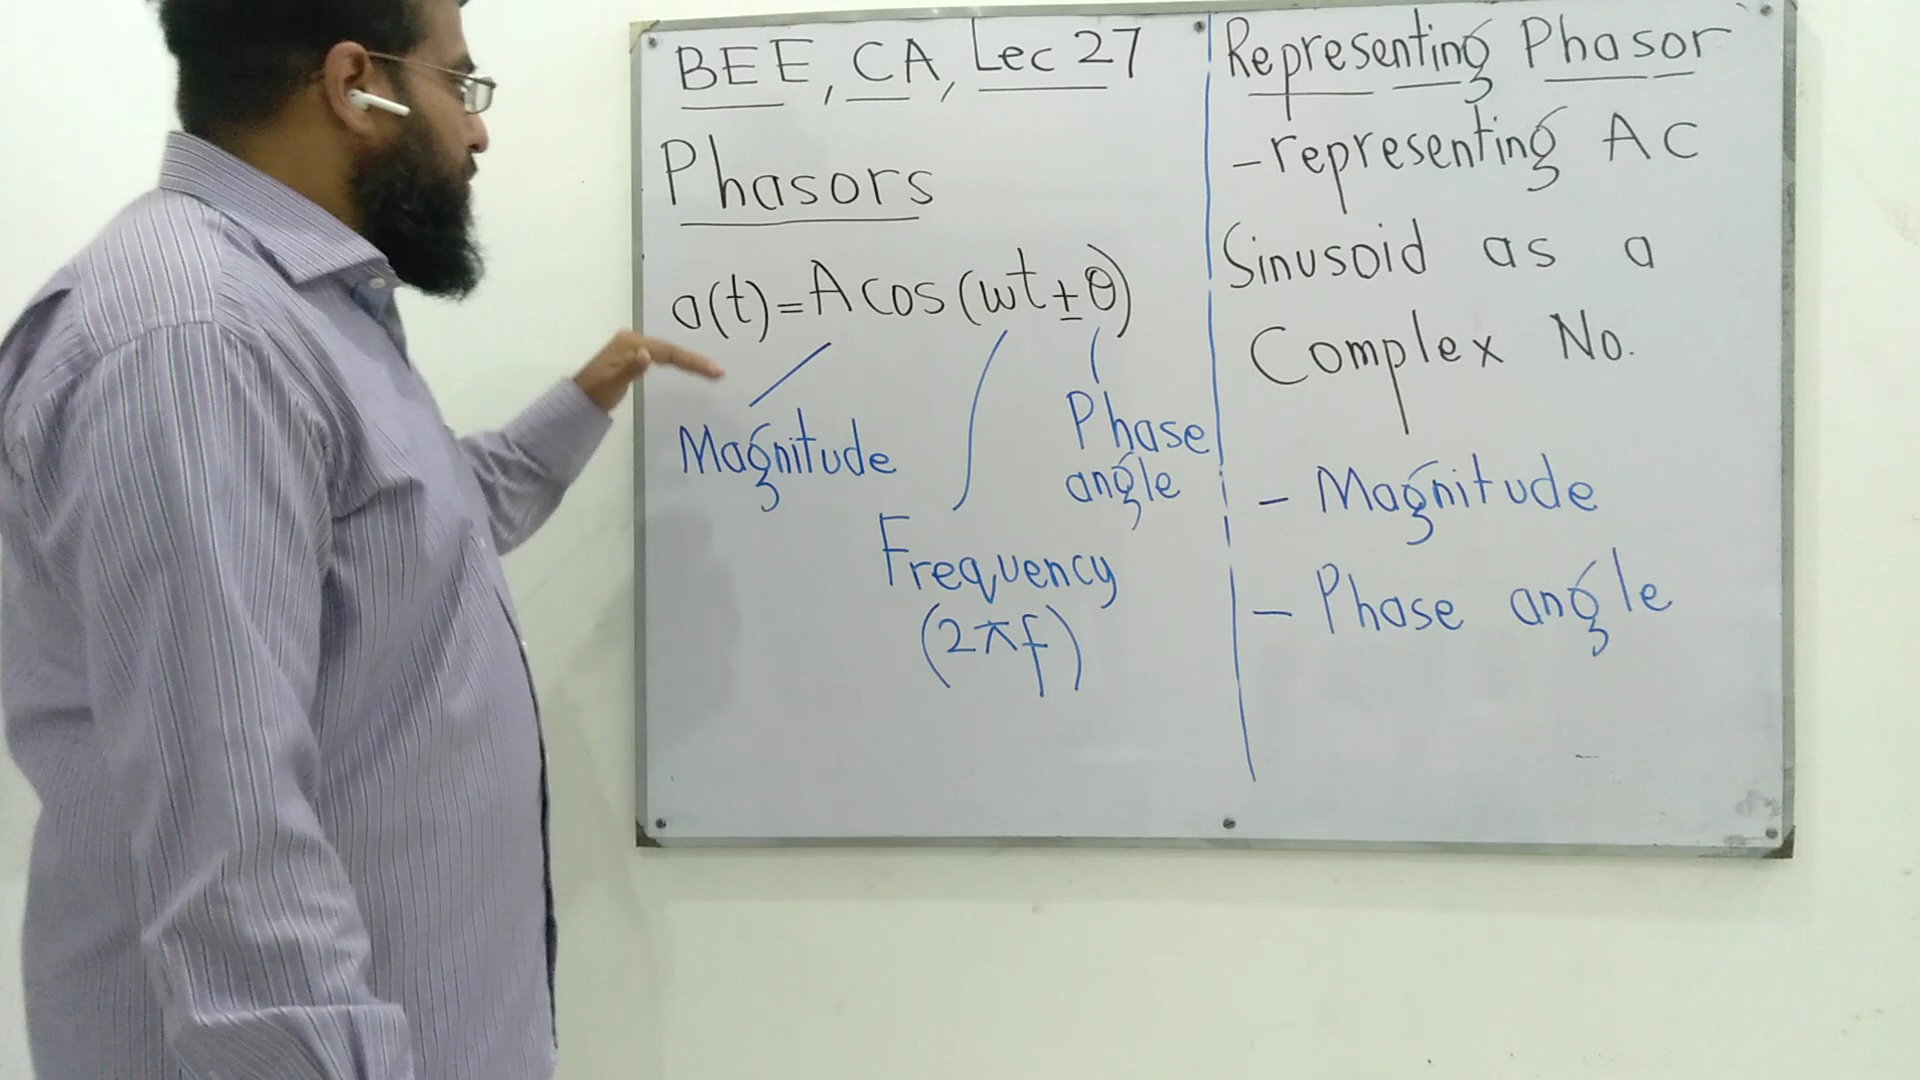 BEE, CA, Lec 27
Phasors
a(t)=A cos (ωt±θ)
Magnitude
Phase
angle
Frequency
(2πf)
Representing Phasor
- representing AC
Sinusoid as a
Complex No.
- Magnitude
- Phase angle